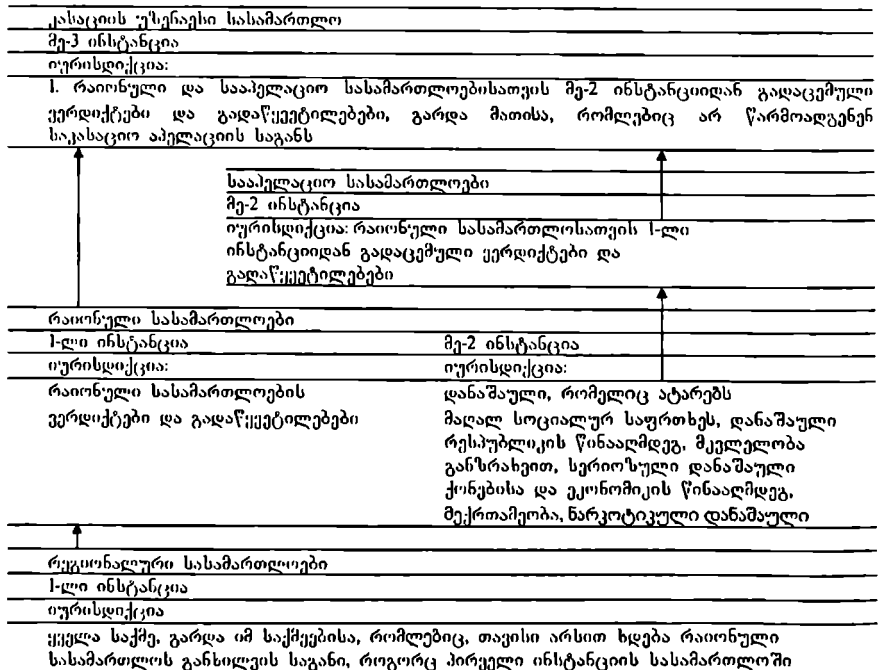 კასაციის უზენაესი სასამართლო
მე-3 ინსტანცია
იურისდიქცია:
1. რაიონული და სააპელაციო სასამართლოებისათვის მე-2 ინსტანციიდან გადაცემული
ვერდიქტები და გადაწყვეტილებები, გარდა მათისა, რომლებიც არ წარმოადგენენ
საკასაციო აპელაციის საგანს
სააპელაციო სასამართლოები
მე-2 ინსტანცია
იურისდიქცია: რაიონული სასამართლოსათვის 1-ლი
ინსტანციიდან გადაცემული ვერდიქტები და
გადაწყვეტილებები
რაიონული სასამართლოები
1-ლი ინსტანცია მე-2 ინსტანცია
იურისდიქცია: იურისდიქცია:
რაიონული სასამართლოების დანაშაული, რომელიც ატარებს
ვერდიქტები და გადაწყვეტილებები მაღალ სოციალურ საფრთხეს, დანაშაული
რესპუბლიკის წინააღმდეგ, მკვლელობა
განზრახვით, სერიოზული დანაშაული
ქონებისა და ეკონომიკის წინააღმდეგ,
მექრთამეობა, ნარკოტიკული დანაშაული
რეგიონალური სასამართლოები
1-ლი ინსტანცია
იურისდიქცია
ყველა საქმე, გარდა იმ საქმეებისა, რომლებიც, თავისი არსით ხდება რაიონული
სასამართლოს განხილვის საგანი, როგორც პირველი ინსტანციის სასამართლოში